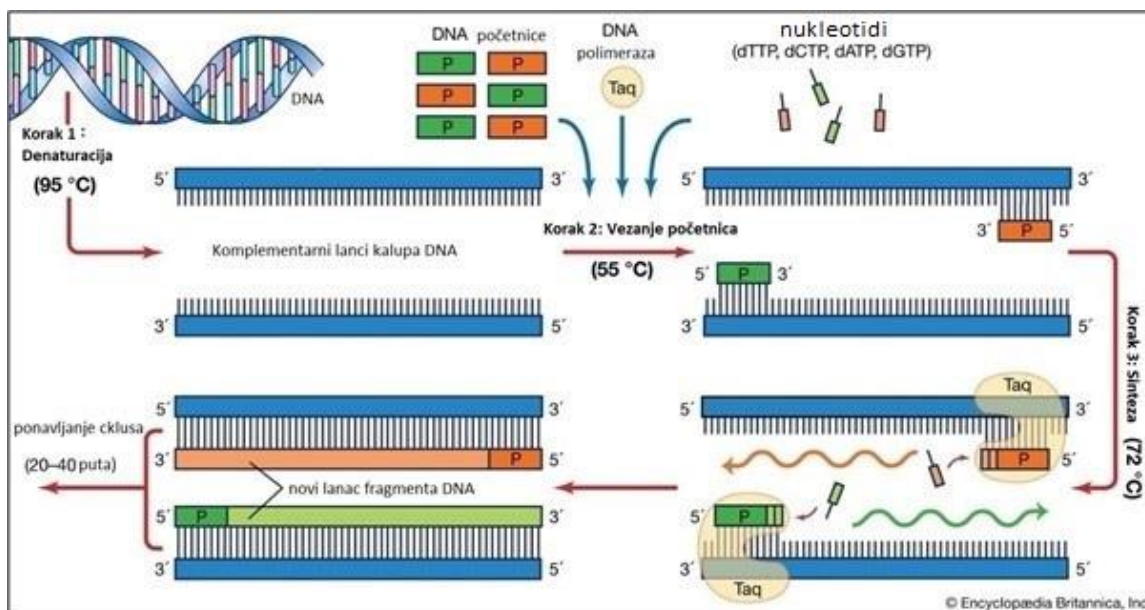 DNA
Korak 1:
Denaturacija
(95 °C)
DNA početnice
P P
P P
P P
DNA
polimeraza
Taq
nukleotidi
(dTTP, dCTP, dATP, dGTP)
5´ 3´
Komplementarni lanci kalupa DNA
3´ 5´
Korak 2: Vezanje početnica
(55 °C)
5´ 3´
3´ P 5´
5´ P 3´
3´ 5´
Korak 3: Sinteza (72 °C)
Taq
5´ 3´
P 5´
5´ P
3´ 5´
Taq
5´ 3´
3´ P 5´
novi lanac fragmenta DNA
5´ P 3´
3´ 5´
ponavljanje cklusa
(20–40 puta)
© Encyclopædia Britannica, Inc